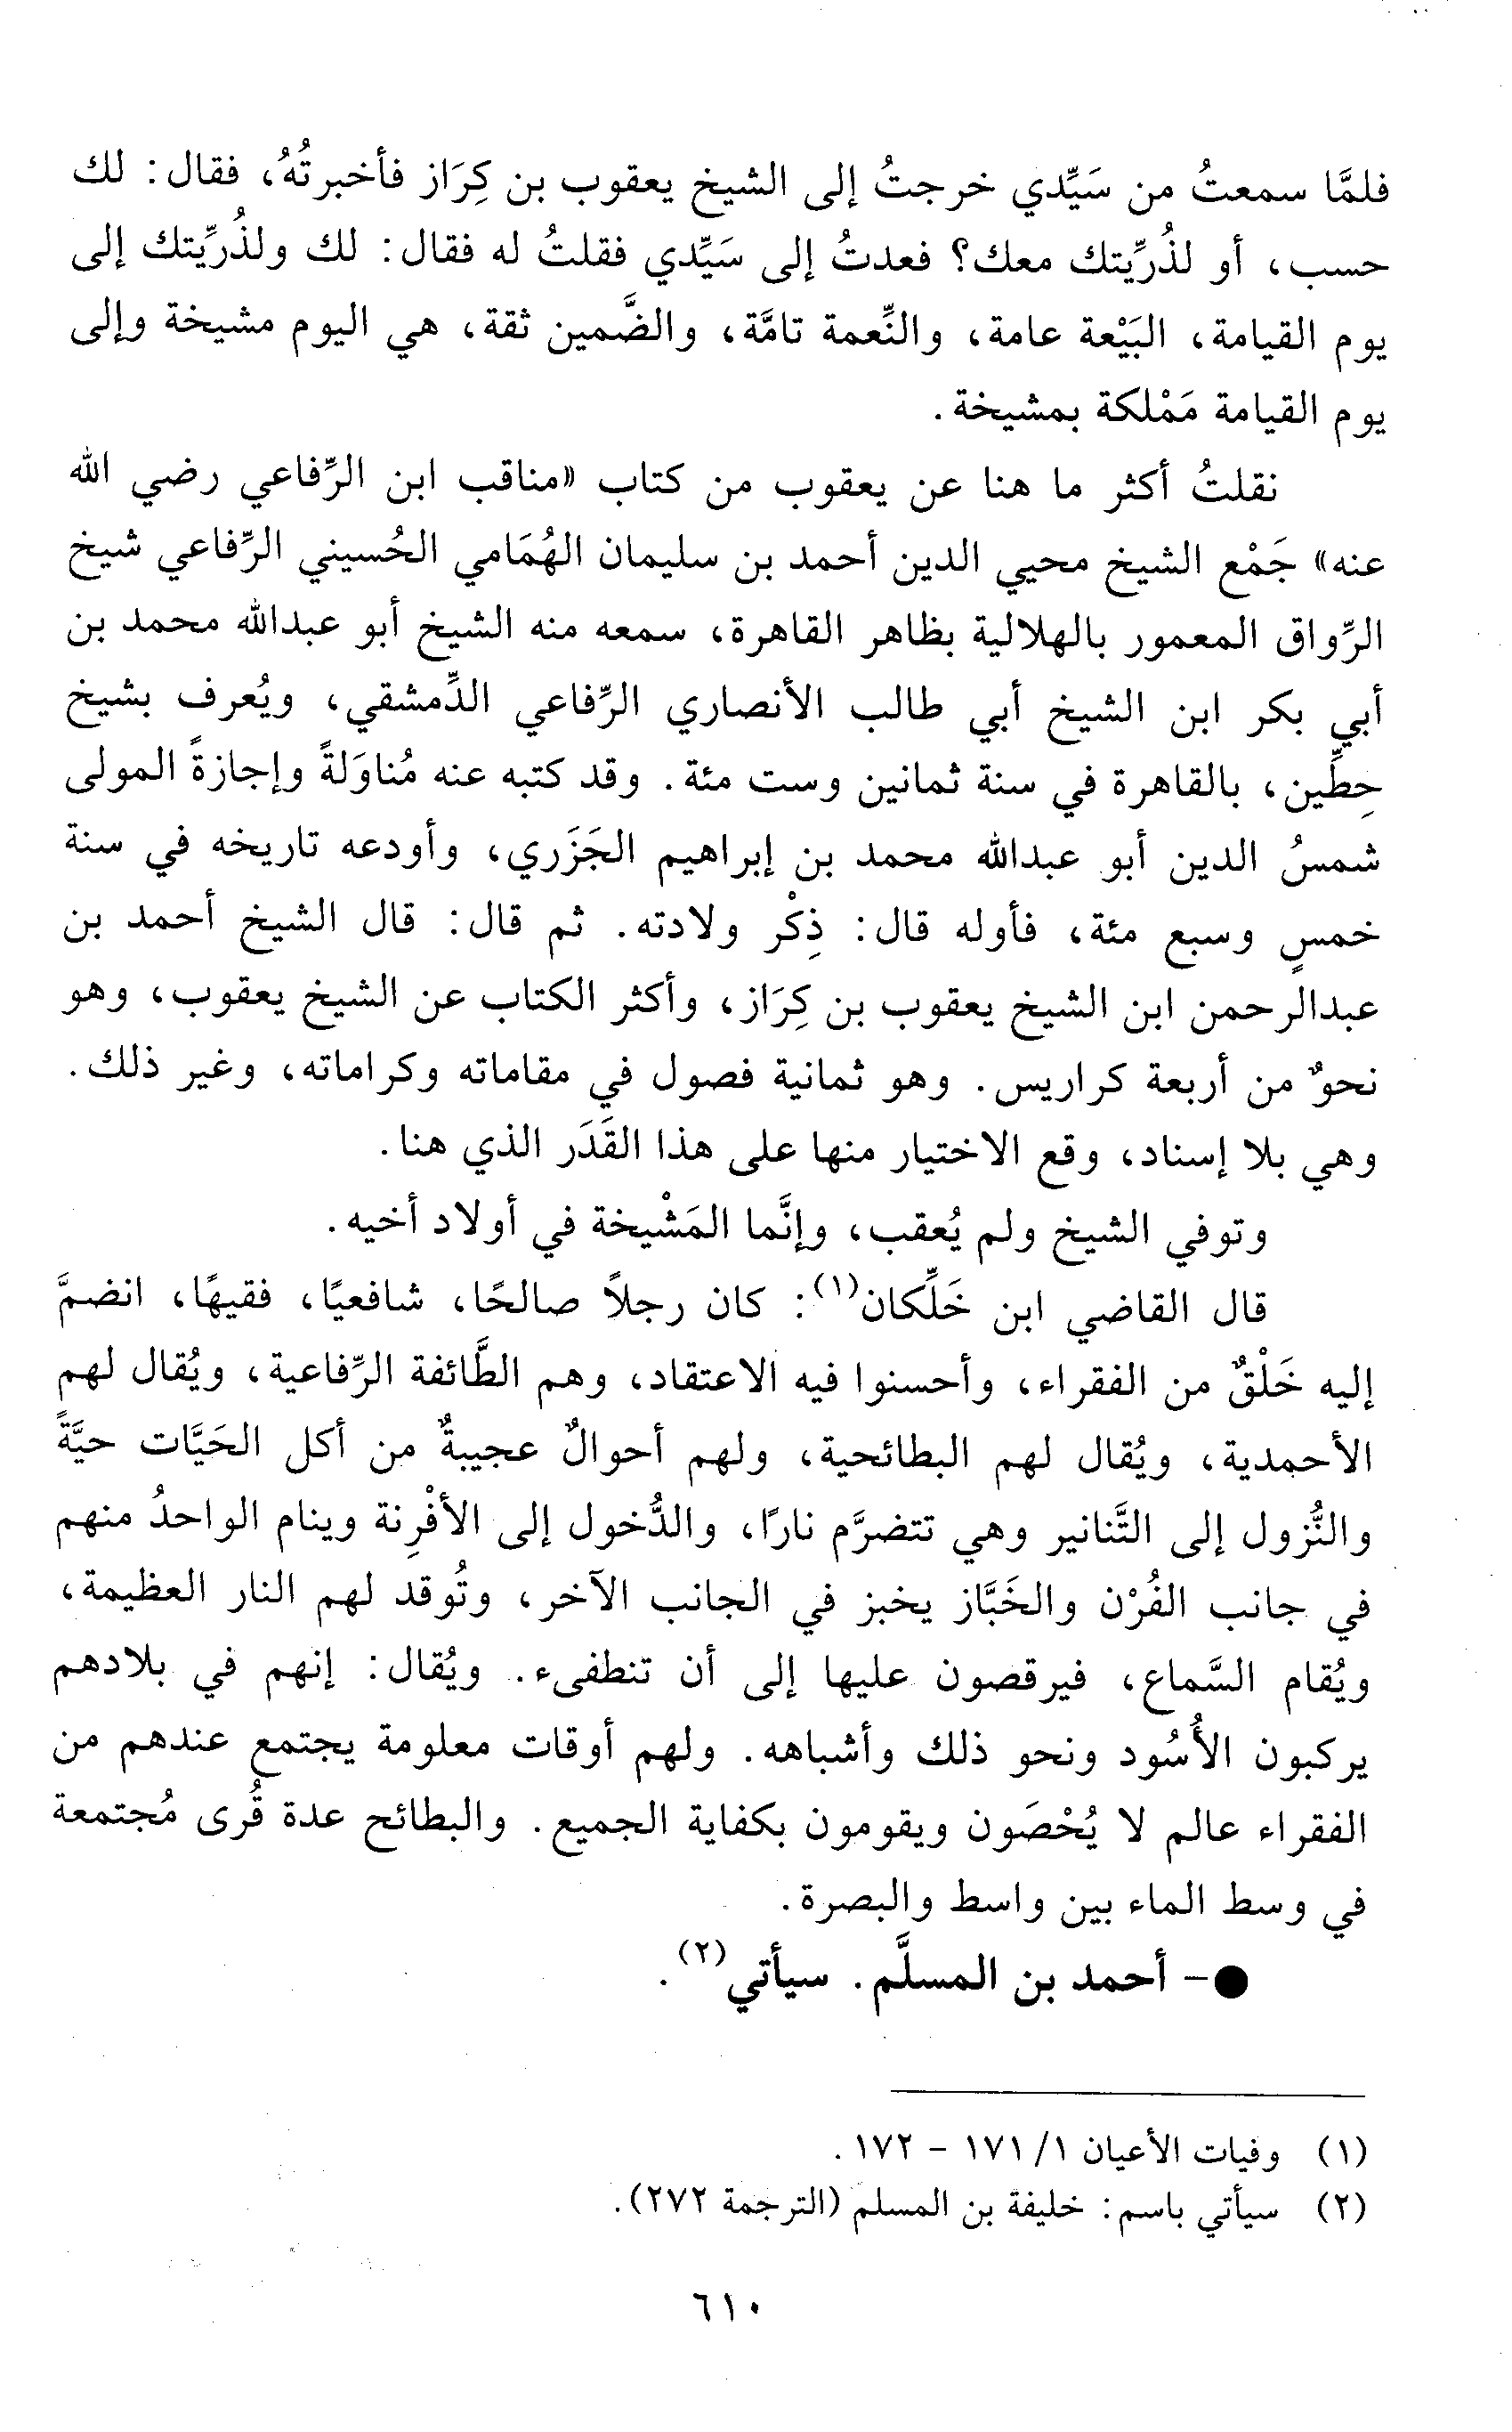 فلمَّا سمعتُ من سَيِّدي خرجتُ إلى الشيخ يعقوب بن كِرَاز فأخبرتُهُ، فقال: لك
حسب، أو لذُرِّيتك معك؟ فعدتُ إلى سَيِّدي فقلتُ له فقال: لك ولذُرِّيتك إلى
يوم القيامة، البَيْعة عامة، والنِّعمة تامَّة، والضَّمين ثقة، هي اليوم مشيخة وإلى
يوم القيامة مَمْلكة بمشيخة.
نقلتُ أكثر ما هنا عن يعقوب من كتاب «مناقب ابن الرِّفاعي رضي الله
عنه» جَمْع الشيخ محيي الدين أحمد بن سليمان الهُمَامي الحُسيني الرِّفاعي شيخ
الرِّواق المعمور بالهلالية بظاهر القاهرة، سمعه منه الشيخ أبو عبدالله محمد بن
أبي بكر ابن الشيخ أبي طالب الأنصاري الرِّفاعي الدِّمشقي، ويُعرف بشيخ
حِطِّين، بالقاهرة في سنة ثمانين وست مئة. وقد كتبه عنه مُناوَلةً وإجازةً المولى
شمسُ الدين أبو عبدالله محمد بن إبراهيم الجَزَري، وأودعه تاريخه في سنة
خمسٍ وسبع مئة، فأوله قال: ذِكْر ولادته. ثم قال: قال الشيخ أحمد بن
عبدالرحمن ابن الشيخ يعقوب بن كِرَاز، وأكثر الكتاب عن الشيخ يعقوب، وهو
نحوٌ من أربعة كراريس. وهو ثمانية فصول في مقاماته وكراماته، وغير ذلك.
وهي بلا إسناد، وقع الاختيار منها على هذا القَدَر الذي هنا.
وتوفي الشيخ ولم يُعقب، وإنَّما المَشْيخة في أولاد أخيه.
قال القاضي ابن خَلِّكان(١): كان رجلاً صالحًا، شافعيًا، فقيهًا، انضمَّ
إليه خَلْقٌ من الفقراء، وأحسنوا فيه الاعتقاد، وهم الطَّائفة الرِّفاعية، ويُقال لهم
الأحمدية، ويُقال لهم البطائحية، ولهم أحوالٌ عجيبةٌ من أكل الحَيَّات حيَّةً
والنُّزول إلى التَّنانير وهي تتضرَّم نارًا، والدُّخول إلى الأفْرِنة وينام الواحدُ منهم
في جانب الفُرْن والخَبَّاز يخبز في الجانب الآخر، وتُوقد لهم النار العظيمة،
ويُقام السَّماع، فيرقصون عليها إلى أن تنطفىء. ويُقال: إنهم في بلادهم
يركبون الأُسُود ونحو ذلك وأشباهه. ولهم أوقات معلومة يجتمع عندهم من
الفقراء عالم لا يُحْصَون ويقومون بكفاية الجميع. والبطائح عدة قُرى مُجتمعة
في وسط الماء بين واسط والبصرة.
●- أحمد بن المسلَّم. سيأتي(٢).
(١) وفيات الأعيان ١/ ١٧١ - ١٧٢.
(٢) سيأتي باسم: خليفة بن المسلم (الترجمة ٢٧٢).
٦١٠